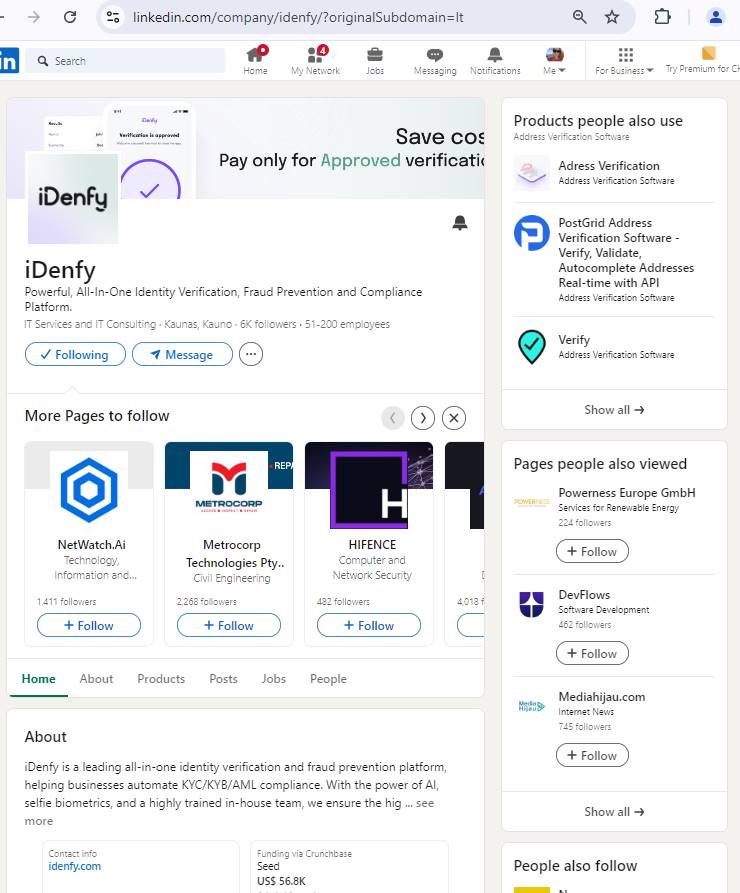 linkedin.com/company/idenfy/?originalSubdomain=lt
in
Search
Home
4
My Network
Jobs
Messaging
Notifications
Me
For Business
Try Premium for
Results
iDenfy
Verification is approved
Save cos
Pay only for Approved verificatio
iDenfy
iDenfy
Powerful, All-In-One Identity Verification, Fraud Prevention and Compliance
Platform.
IT Services and IT Consulting · Kaunas, Kauno · 6K followers · 51-200 employees
Following
Message
More Pages to follow
NetWatch.Ai
Technology,
Information and...
1,411 followers
+ Follow
REPA
METROCORP
Metrocorp
Technologies Pty..
Civil Engineering
2,268 followers
+ Follow
H
HIFENCE
Computer and
Network Security
482 followers
+ Follow
4,018 f
Home
About
Products
Posts
Jobs
People
About
iDenfy is a leading all-in-one identity verification and fraud prevention platform,
helping businesses automate KYC/KYB/AML compliance. With the power of AI,
selfie biometrics, and a highly trained in-house team, we ensure the hig ... see
more
Contact info
idenfy.com
Funding via Crunchbase
Seed
US$ 56.8K
Products people also use
Address Verification Software
Adress Verification
Address Verification Software
PostGrid Address
Verification Software -
Verify, Validate,
Autocomplete Addresses
Real-time with API
Address Verification Software
Verify
Address Verification Software
Show all →
Pages people also viewed
POWERNESS
Powerness Europe GmbH
Services for Renewable Energy
224 followers
+ Follow
DevFlows
Software Development
462 followers
+ Follow
Media
Hijau
Mediahijau.com
Internet News
745 followers
+ Follow
Show all →
People also follow